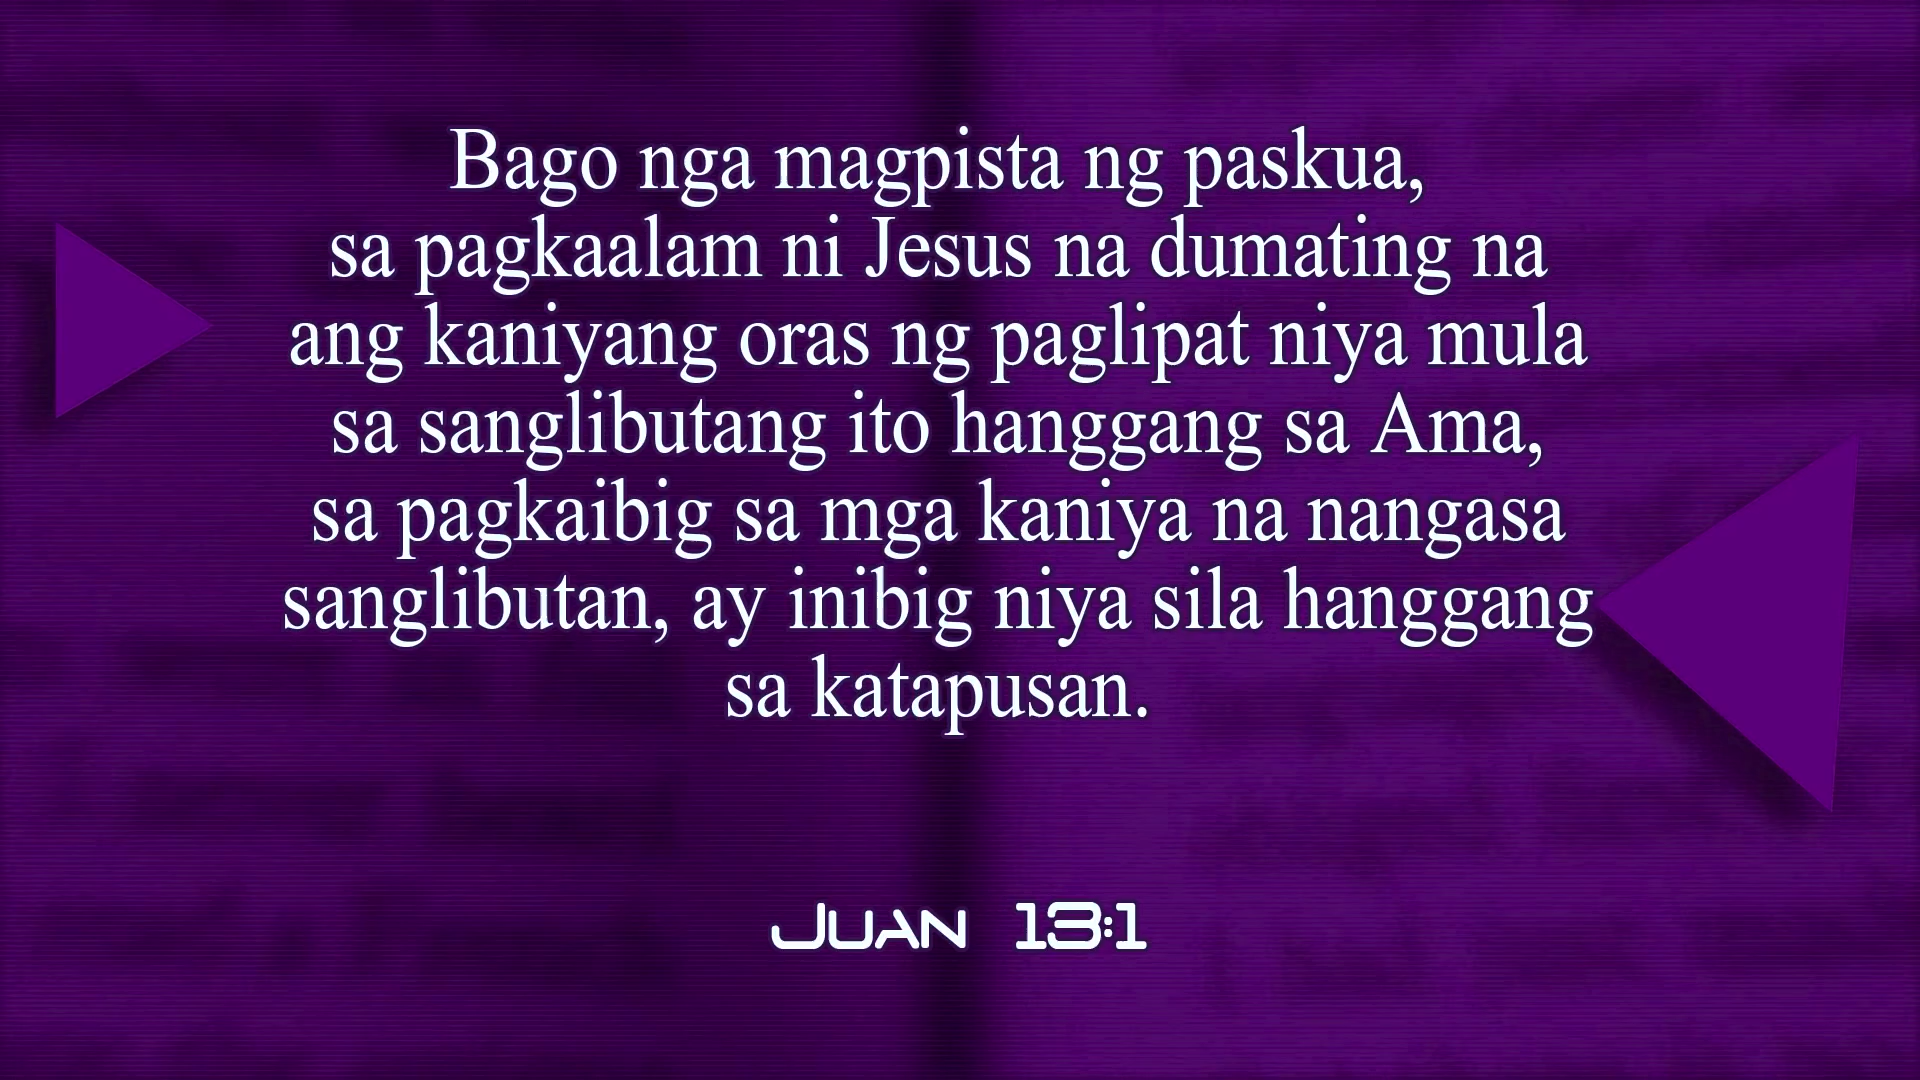 Bago nga magpista ng paskua,
sa pagkaalam ni Jesus na dumating na
ang kaniyang oras ng paglipat niya mula
sa sanglibutang ito hanggang sa Ama,
sa pagkaibig sa mga kaniya na nangasa
sanglibutan, ay inibig niya sila hanggang
sa katapusan.
Juan 13:1